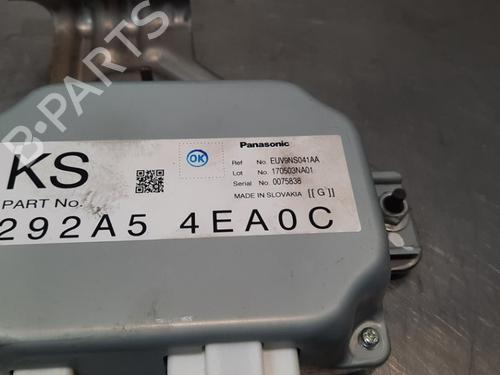 B-PARTS
KS
OK
Panasonic
Ref No. EUV9NS041AA
Lot No. 170503NA01
Serial No. 0075838
MADE IN SLOVAKIA [[G]]
PART No.
292A5 4EA0C